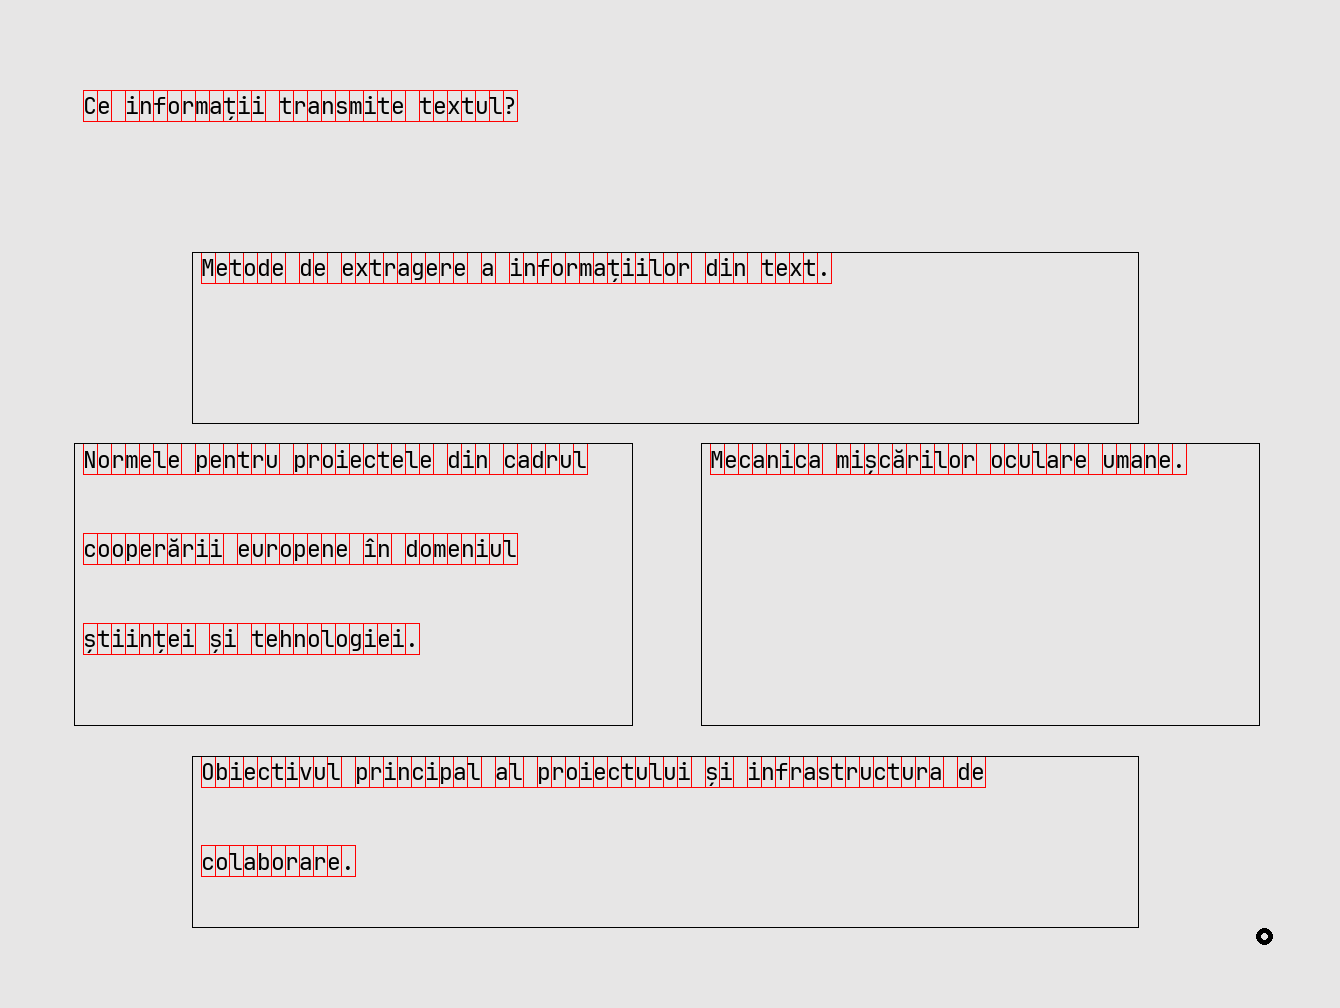 Ce informații transmite textul?
Metode de extragere a informațiilor din text.
Normele pentru proiectele din cadrul
cooperării europene în domeniul
științei și tehnologiei.
Mecanica mișcărilor oculare umane.
Obiectivul principal al proiectului și infrastructura de
colaborare.